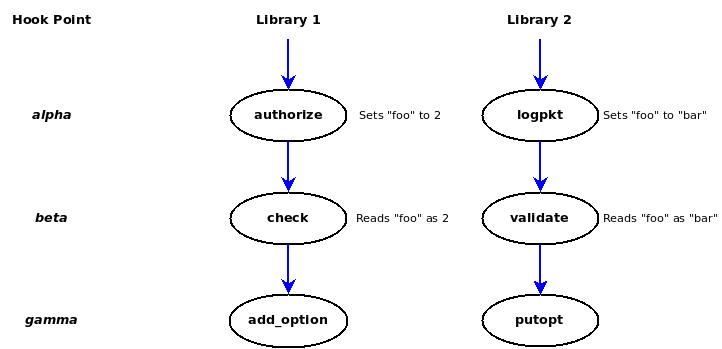 Hook Point Library 1 Library 2
alpha authorize Sets "foo" to 2 logpkt Sets "foo" to "bar"
beta check Reads "foo" as 2 validate Reads "foo" as "bar"
gamma add_option putopt